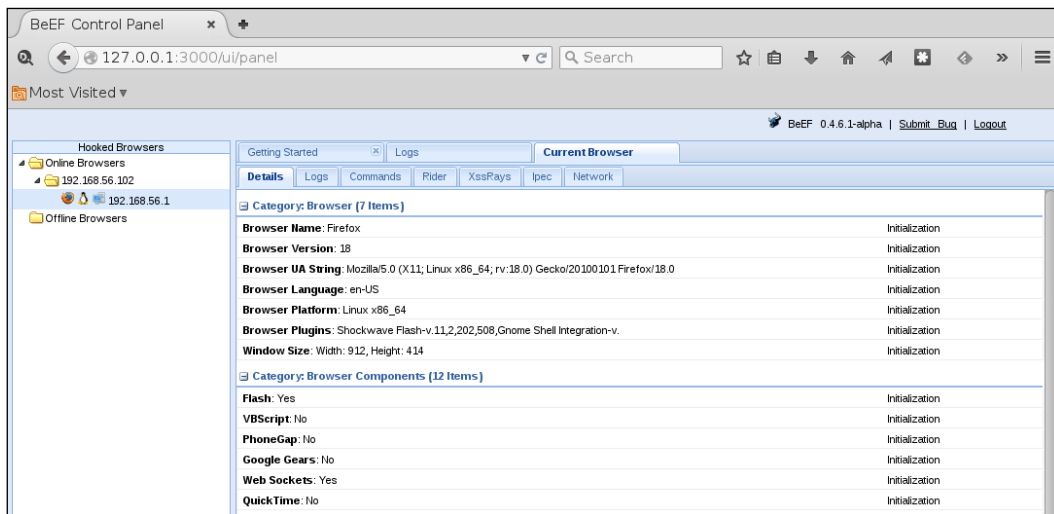 BeEF Control Panel
127.0.0.1:3000/ui/panel
Search
Most Visited
BeEF 0.4.6.1-alpha | Submit Bug | Logout
Hooked Browsers
Online Browsers
192.168.56.102
192.168.56.1
Offline Browsers
Getting Started
Logs
Current Browser
Details
Logs
Commands
Rider
XssRays
Ipec
Network
Category: Browser (7 Items)
Browser Name: Firefox Initialization
Browser Version: 18 Initialization
Browser UA String: Mozilla/5.0 (X11; Linux x86_64; rv:18.0) Gecko/20100101 Firefox/18.0 Initialization
Browser Language: en-US Initialization
Browser Platform: Linux x86_64 Initialization
Browser Plugins: Shockwave Flash-v.11,2,202,508,Gnome Shell Integration-v. Initialization
Window Size: Width: 912, Height: 414 Initialization
Category: Browser Components (12 Items)
Flash: Yes Initialization
VBScript: No Initialization
PhoneGap: No Initialization
Google Gears: No Initialization
Web Sockets: Yes Initialization
QuickTime: No Initialization